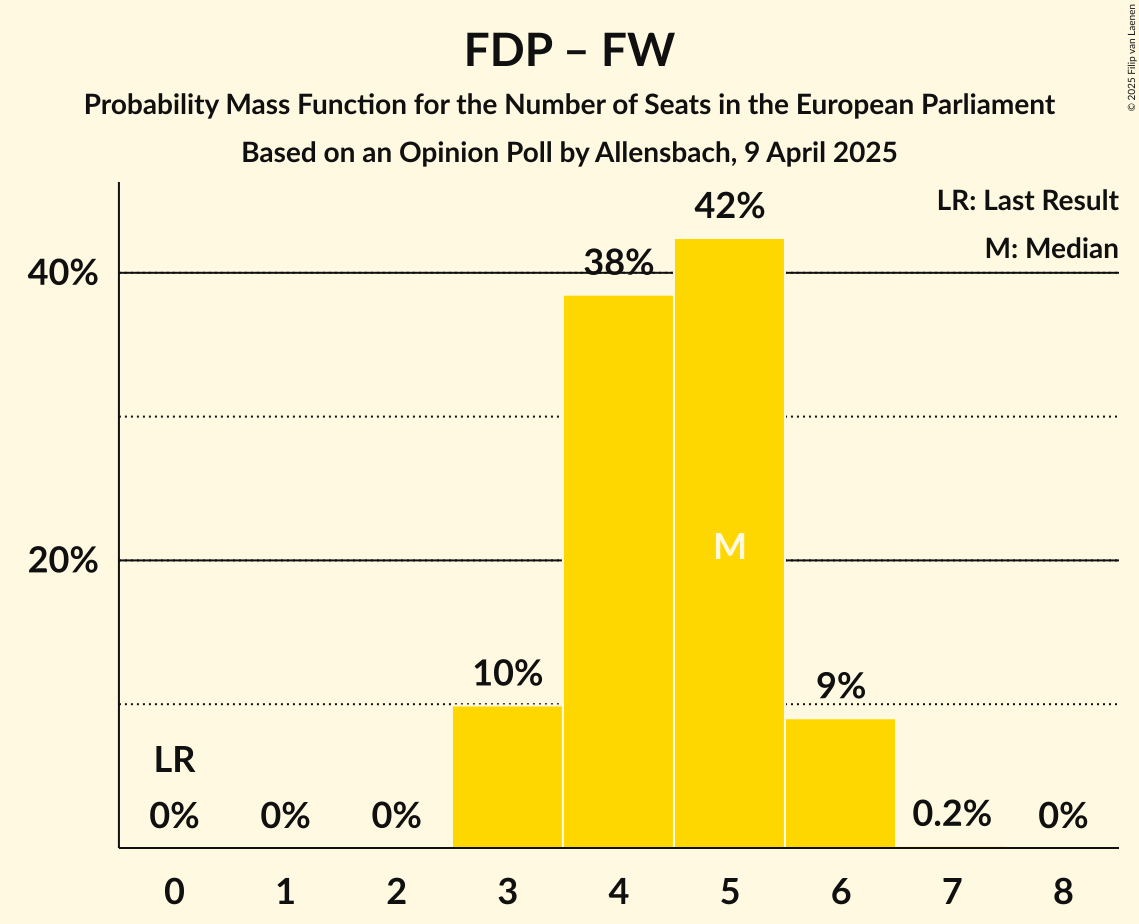 FDP – FW
Probability Mass Function for the Number of Seats in the European Parliament
Based on an Opinion Poll by Allensbach, 9 April 2025
© 2025 Filip van Laenen
LR: Last Result
M: Median
40%
20%
LR
0%
0%
0%
10%
38%
42%
M
9%
0.2%
0%
0
1
2
3
4
5
6
7
8